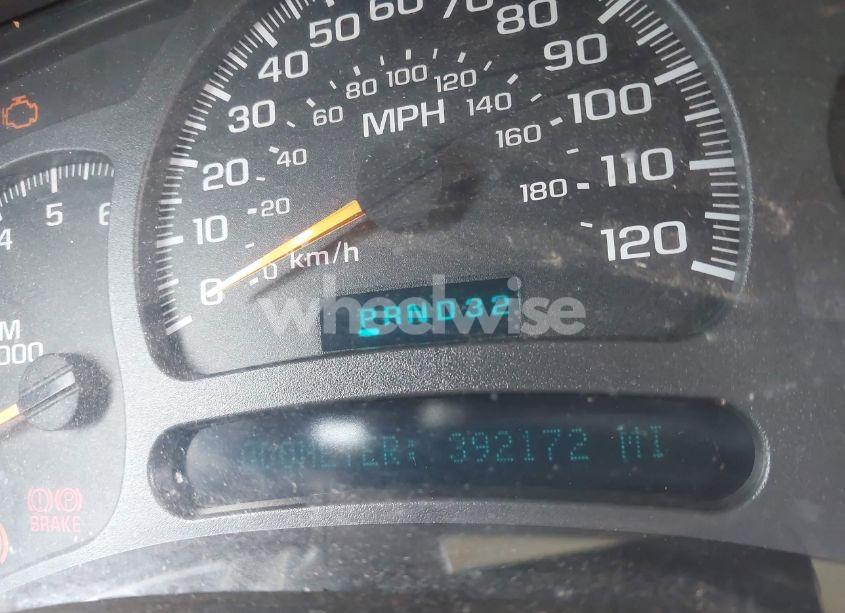 50 60 70 80
40 80 100 120 90
30 60 MPH 140 100
20 40 160 110
4 5 6 10 20 180 120
0 0 km/h
wheelwise
PRND32
ODOMETER: 392172 MI
BRAKE